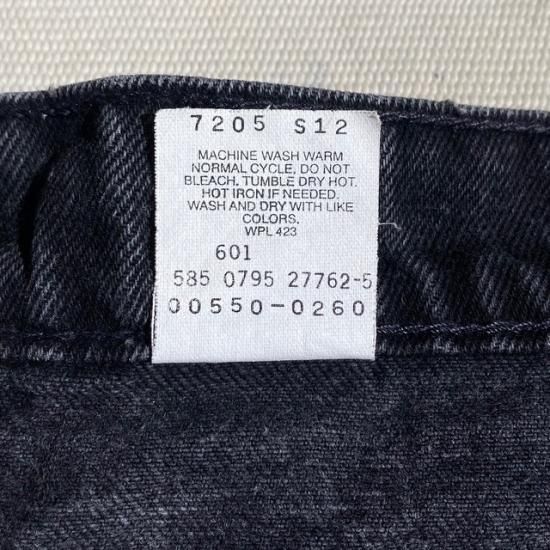 7205 S12
MACHINE WASH WARM
NORMAL CYCLE, DO NOT
BLEACH. TUMBLE DRY HOT.
HOT IRON IF NEEDED.
WASH AND DRY WITH LIKE
COLORS.
WPL 423
601
585 0795 27762-5
00550-0260